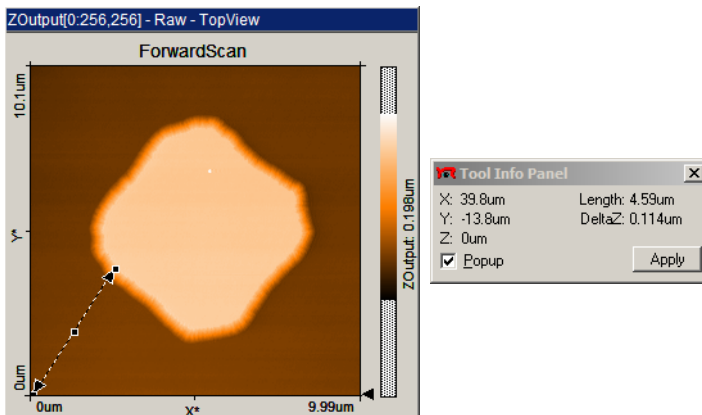 ZOutput[0:256,256] - Raw - TopView
ForwardScan
10.1um
Y*
0um
ZOutput: 0.198um
0um
X*
9.99um
Tool Info Panel
X: 39.8um
Length: 4.59um
Y: -13.8um
DeltaZ: 0.114um
Z: 0um
Popup
Apply